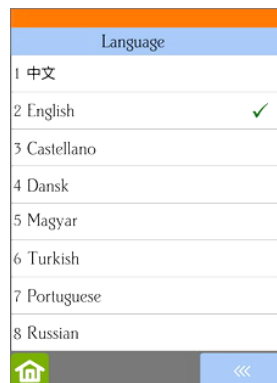 Language
1 中文
2 English
3 Castellano
4 Dansk
5 Magyar
6 Turkish
7 Portuguese
8 Russian